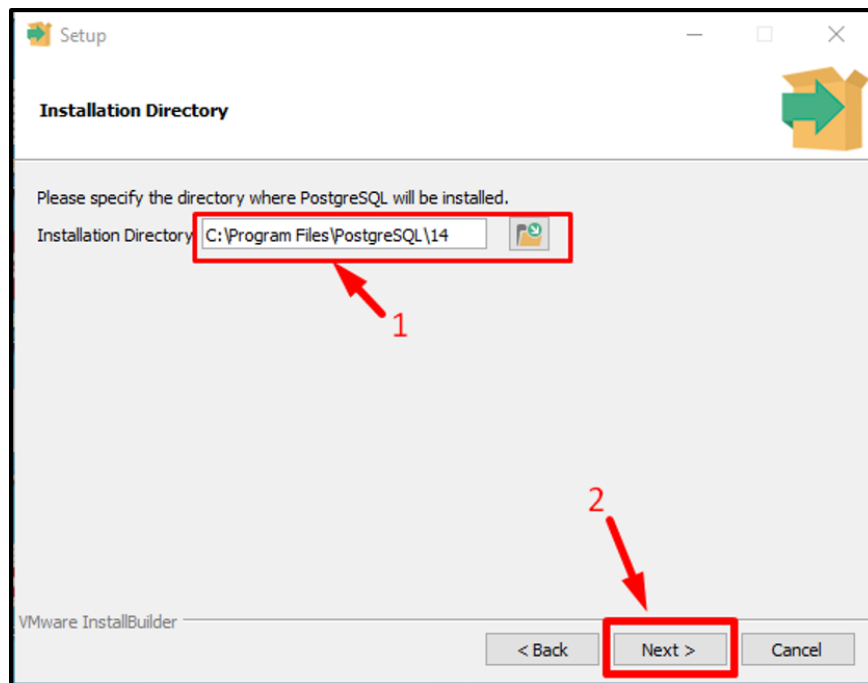 Setup
Installation Directory
Please specify the directory where PostgreSQL will be installed.
Installation Directory C:\Program Files\PostgreSQL\14
1
2
VMware InstallBuilder
< Back Next > Cancel